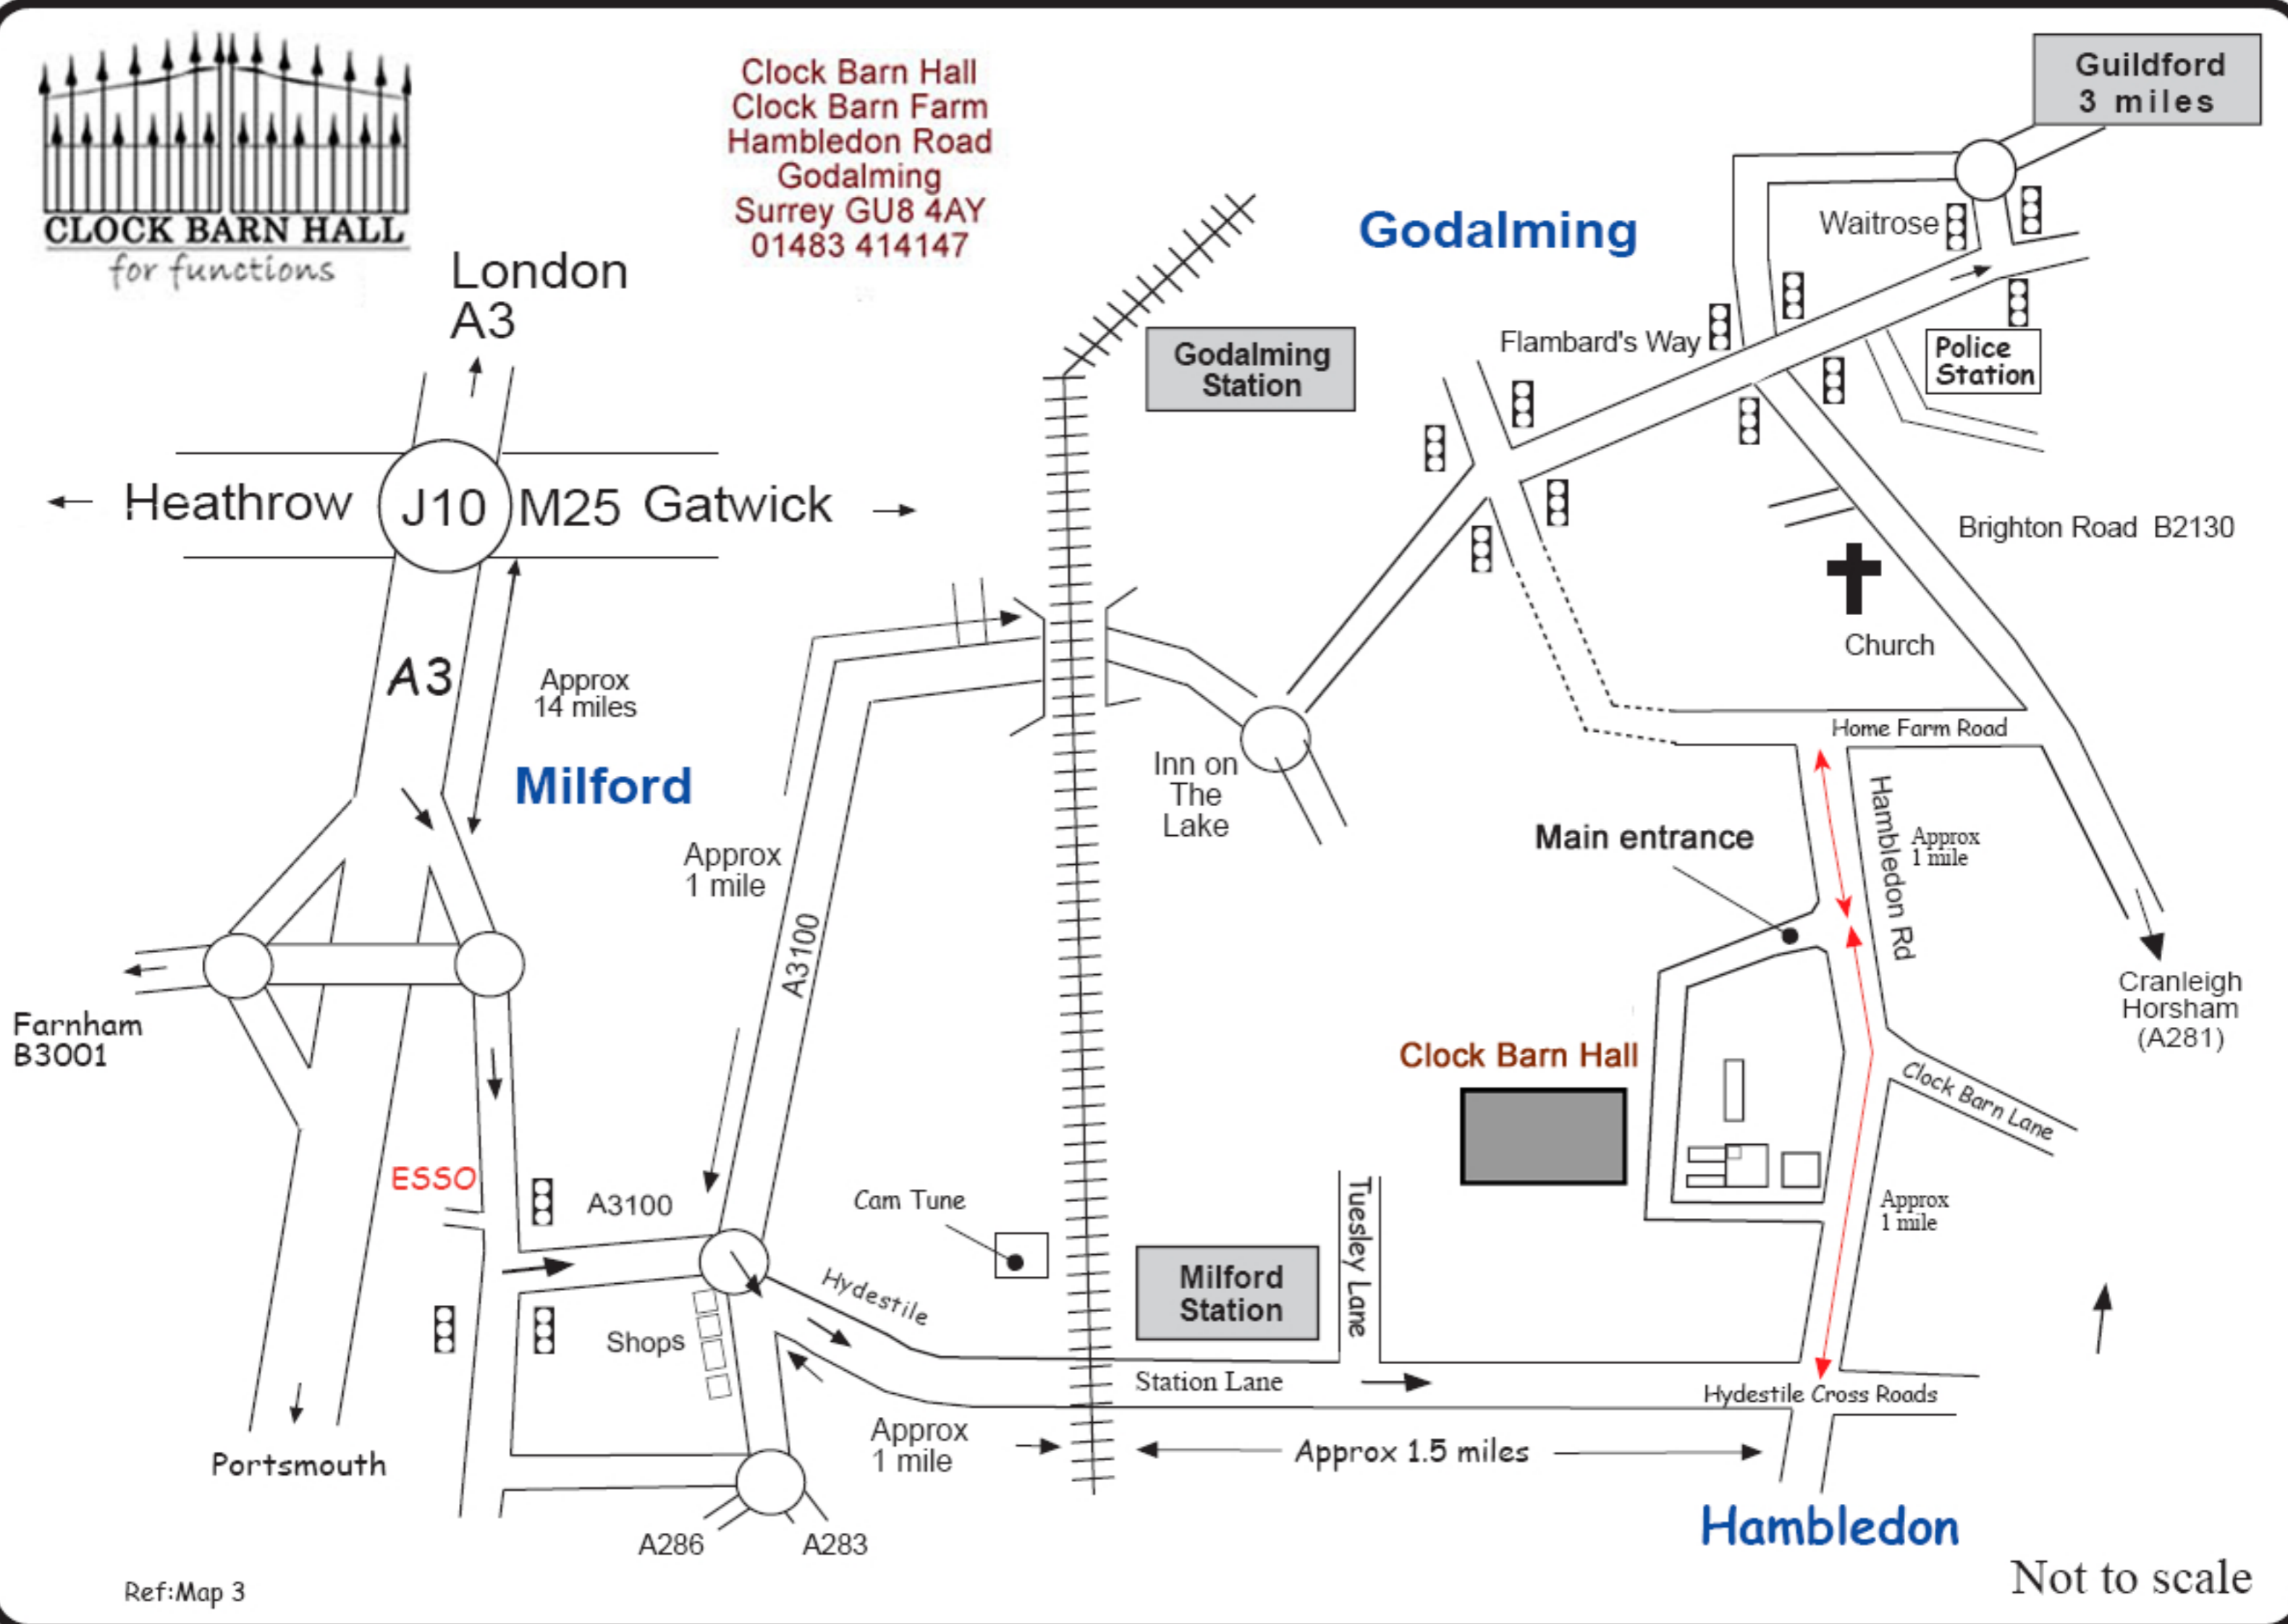 CLOCK BARN HALL
for functions
Clock Barn Hall
Clock Barn Farm
Hambledon Road
Godalming
Surrey GU8 4AY
01483 414147
Guildford
3 miles
London
A3
Godalming
Waitrose
Godalming
Station
Flambard's Way
Police
Station
Heathrow
J10
M25
Gatwick
Brighton Road B2130
A3
Approx
14 miles
Church
Home Farm Road
Milford
Inn on
The
Lake
Main entrance
Hambledon Rd
Approx
1 mile
Approx
1 mile
A3100
Cranleigh
Horsham
(A281)
Farnham
B3001
Clock Barn Hall
Clock Barn Lane
ESSO
A3100
Cam Tune
Tuesley Lane
Approx
1 mile
Hydestile
Milford
Station
Shops
Station Lane
Hydestile Cross Roads
Approx
1 mile
Approx 1.5 miles
Portsmouth
A286
A283
Hambledon
Ref:Map 3
Not to scale